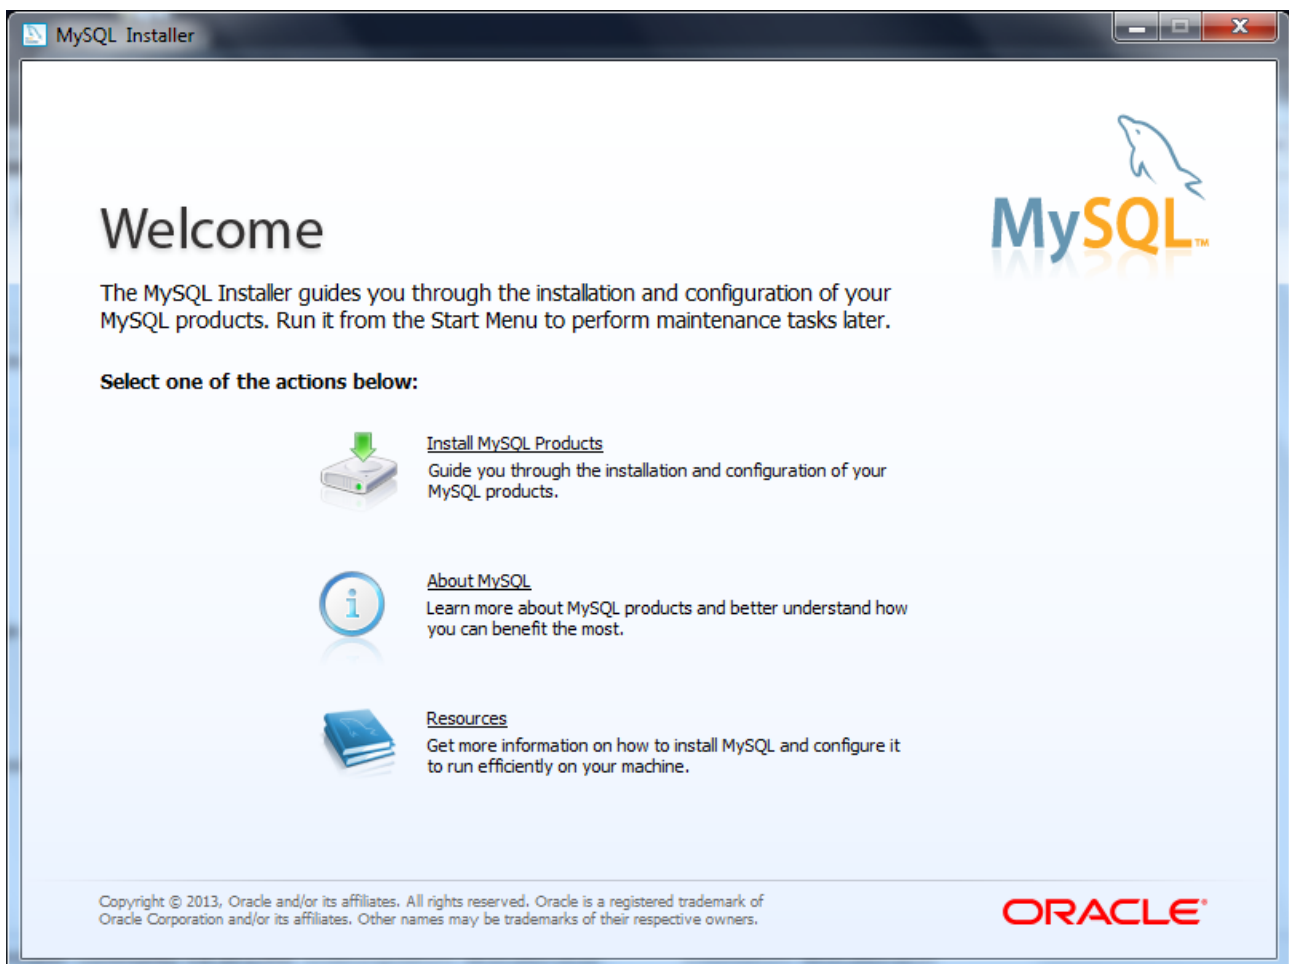 MySQL Installer
MySQL™
Welcome
The MySQL Installer guides you through the installation and configuration of your
MySQL products. Run it from the Start Menu to perform maintenance tasks later.
Select one of the actions below:
Install MySQL Products
Guide you through the installation and configuration of your
MySQL products.
About MySQL
Learn more about MySQL products and better understand how
you can benefit the most.
Resources
Get more information on how to install MySQL and configure it
to run efficiently on your machine.
Copyright © 2013, Oracle and/or its affiliates. All rights reserved. Oracle is a registered trademark of
Oracle Corporation and/or its affiliates. Other names may be trademarks of their respective owners.
ORACLE®